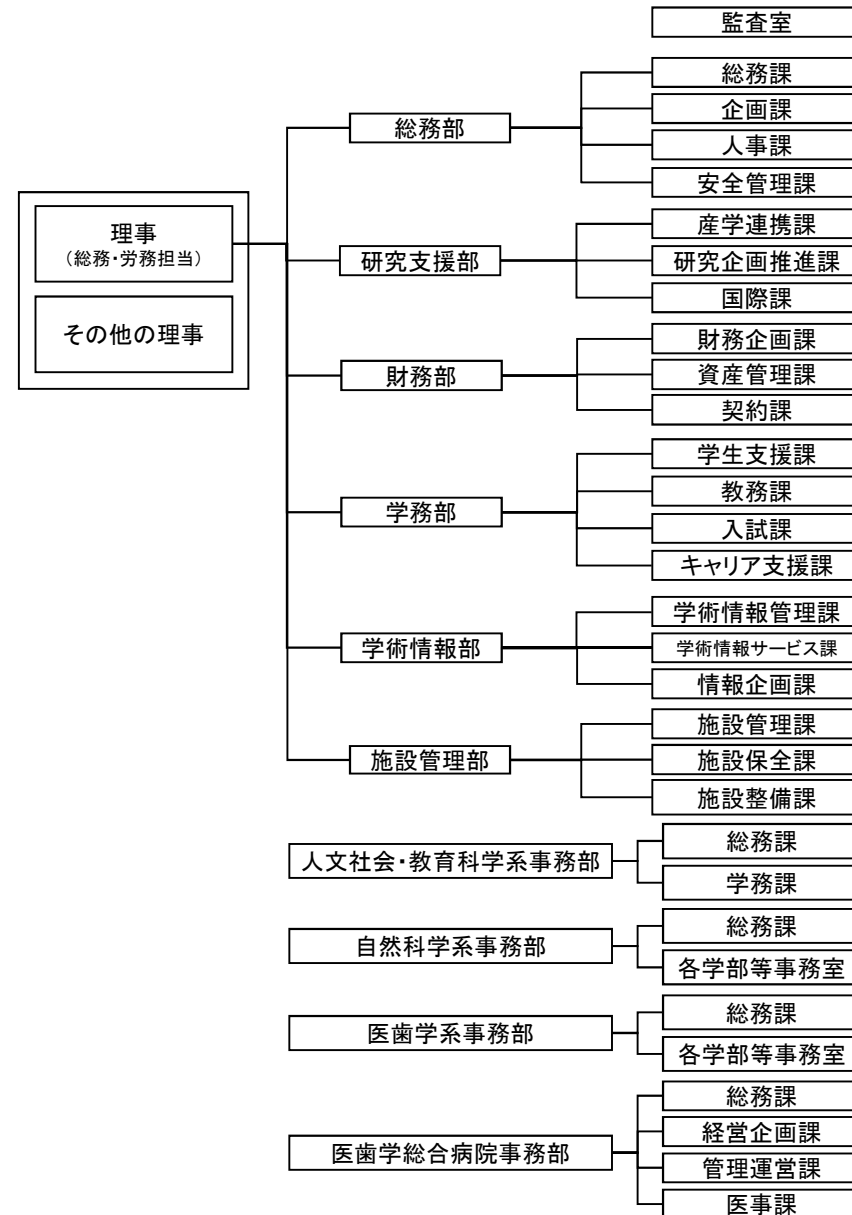 監査室
総務課
企画課
総務部
人事課
安全管理課
理事
(総務・労務担当)
その他の理事
産学連携課
研究支援部
研究企画推進課
国際課
財務企画課
財務部
資産管理課
契約課
学生支援課
教務課
学務部
入試課
キャリア支援課
学術情報管理課
学術情報部
学術情報サービス課
情報企画課
施設管理課
施設管理部
施設保全課
施設整備課
総務課
人文社会・教育科学系事務部
学務課
総務課
自然科学系事務部
各学部等事務室
総務課
医歯学系事務部
各学部等事務室
総務課
経営企画課
医歯学総合病院事務部
管理運営課
医事課